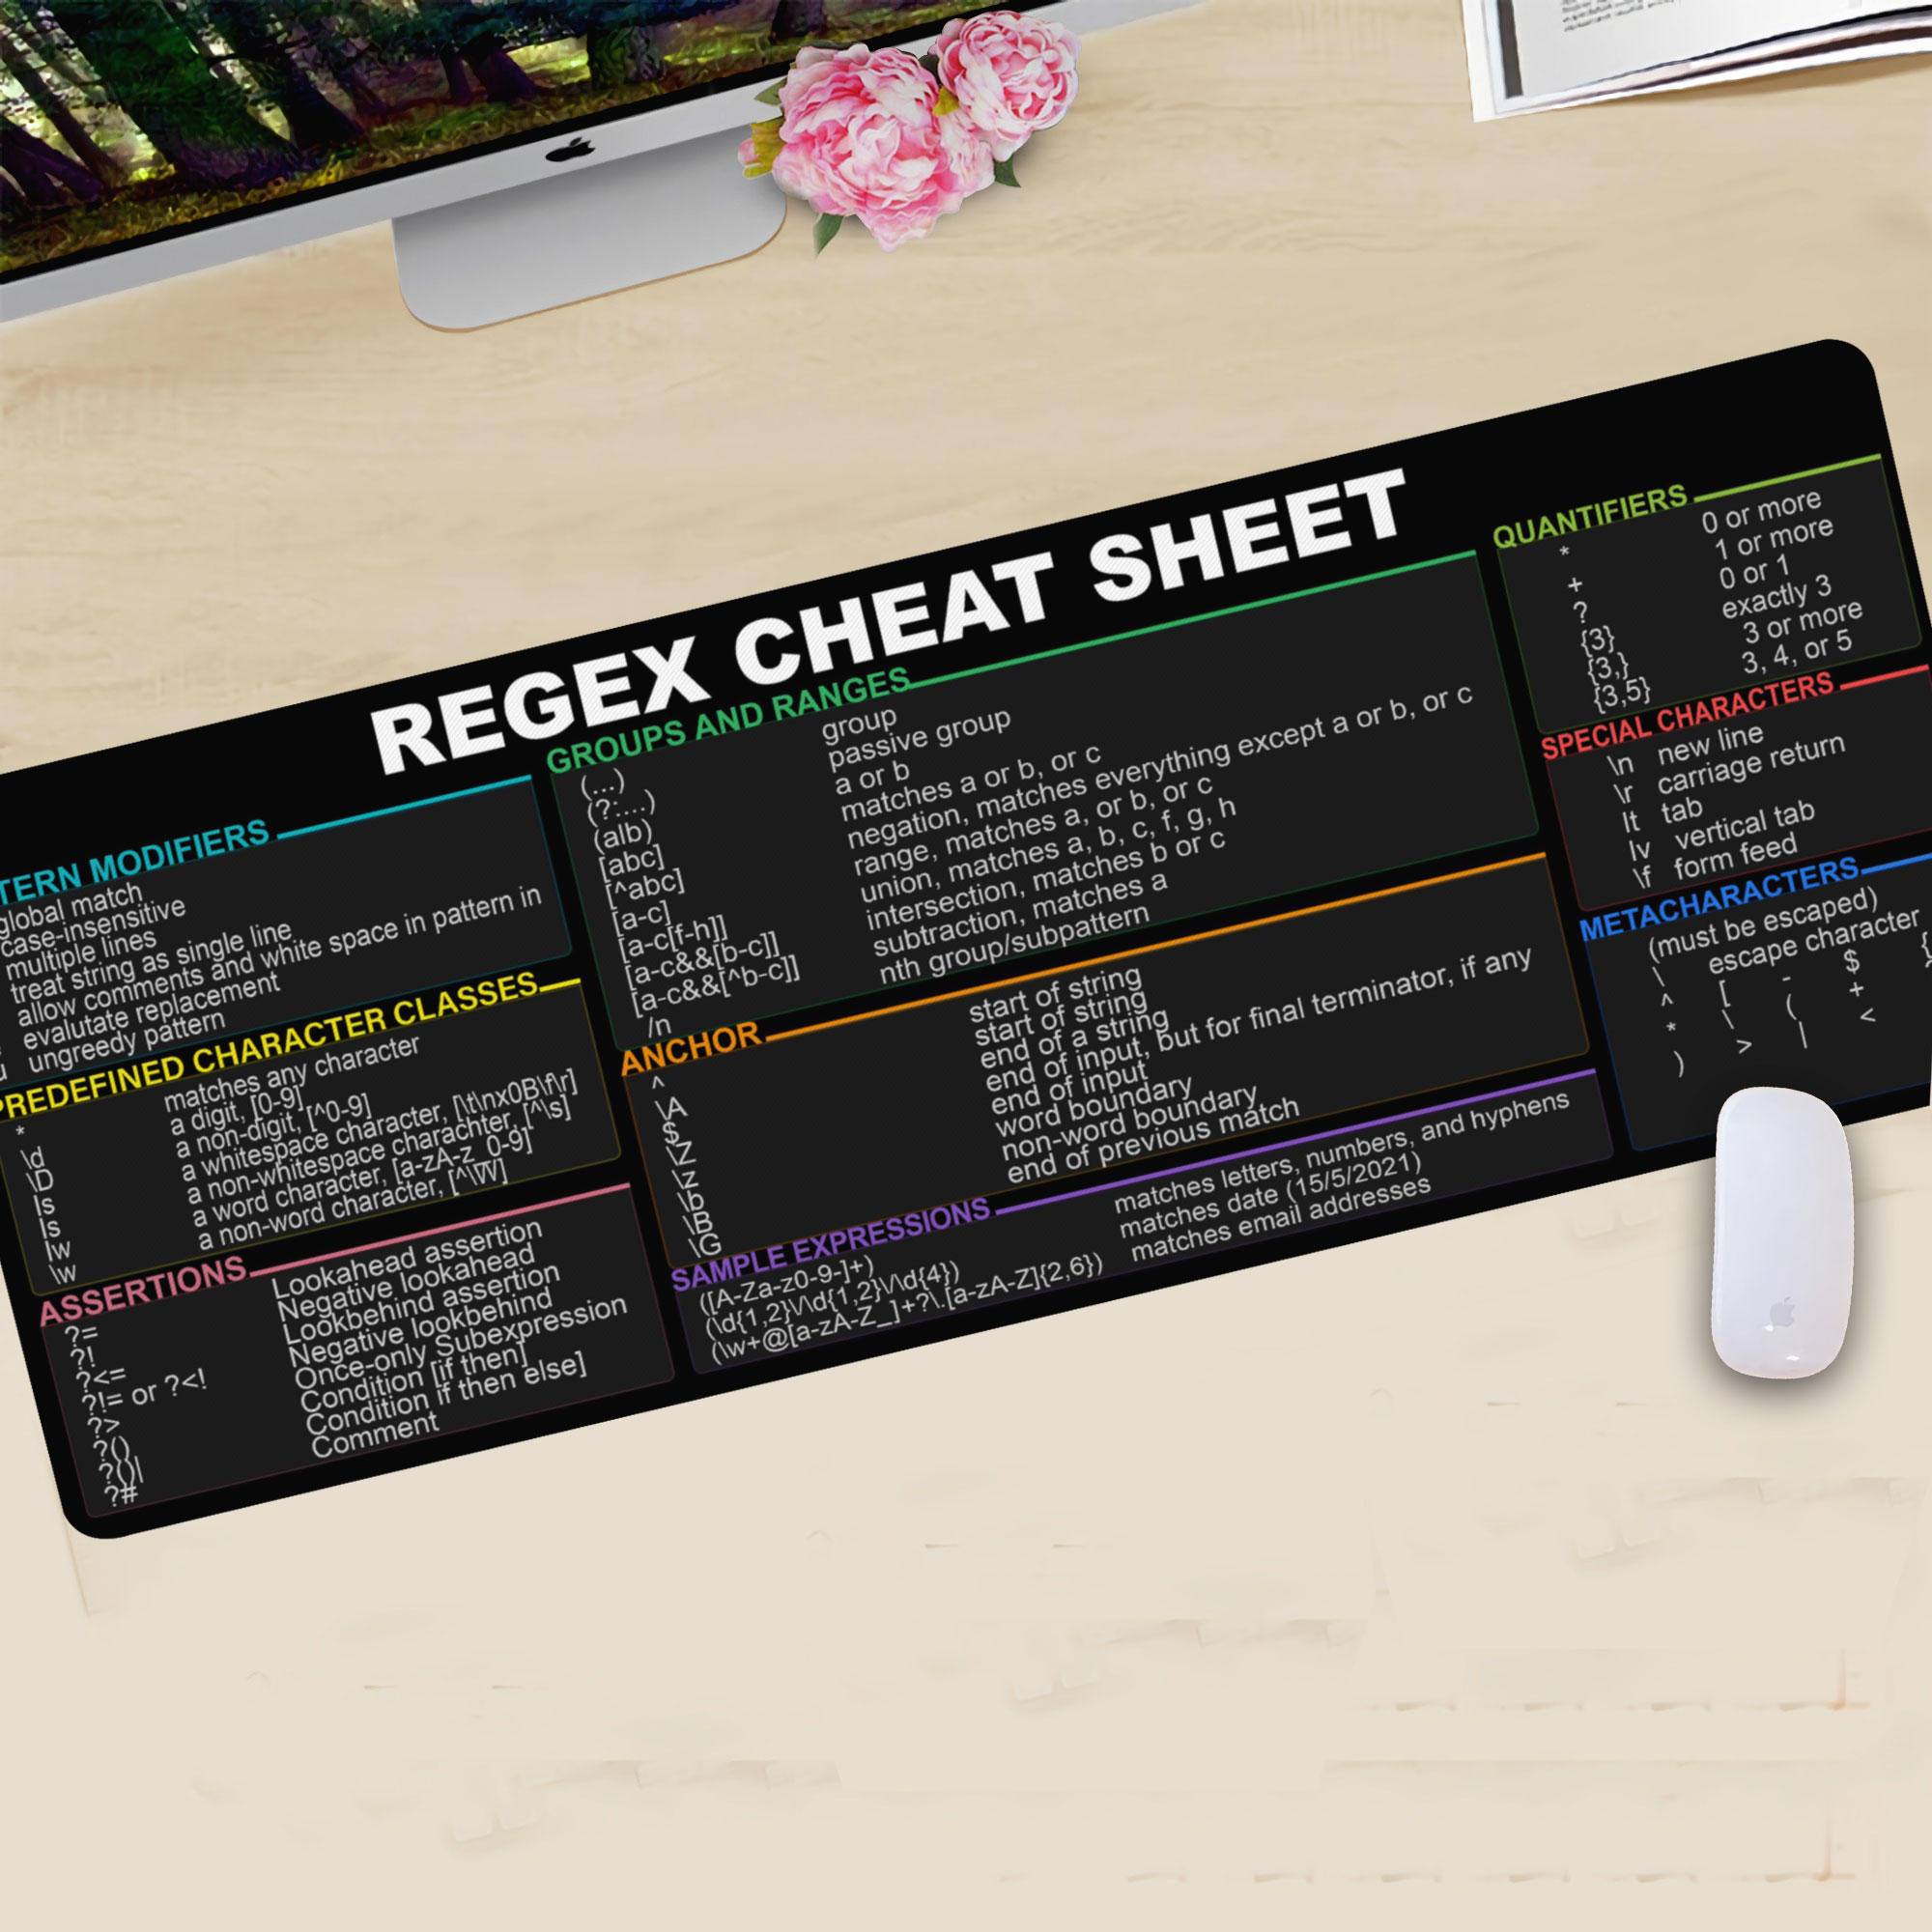 REGEX CHEAT SHEET
TERN MODIFIERS
global match
case-insensitive
multiple lines
treat string as single line
allow comments and white space in pattern in
evalutate replacement
ungreedy pattern
PREDEFINED CHARACTER CLASSES
* matches any character
\d a digit, [0-9]
\D a non-digit, [^0-9]
ls a whitespace character, [\t\nx0B\f\r]
ls a non-whitespace charachter, [^\s]
lw a word character, [a-zA-z_0-9]
\w a non-word character, [^\W]
ASSERTIONS
?= Lookahead assertion
?! Negative lookahead
?<= Lookbehind assertion
?!= or ?<! Negative lookbehind
?> Once-only Subexpression
?() Condition [if then]
?()| Condition if then else]
?# Comment
GROUPS AND RANGES
(...) group
(?:...) passive group
(alb) a or b
[abc] matches a or b, or c
[^abc] negation, matches everything except a or b, or c
[a-c] range, matches a, or b, or c
[a-c[f-h]] union, matches a, b, c, f, g, h
[a-c&&[b-c]] intersection, matches b or c
[a-c&&[^b-c]] subtraction, matches a
/n nth group/subpattern
ANCHOR
^ start of string
\A start of string
$ end of a string
\Z end of input, but for final terminator, if any
\z end of input
\b word boundary
\B non-word boundary
\G end of previous match
SAMPLE EXPRESSIONS
([A-Za-z0-9-]+) matches letters, numbers, and hyphens
(\d{1,2}\/\d{1,2}\/\d{4}) matches date (15/5/2021)
(\w+@[a-zA-Z_]+?\.[a-zA-Z]{2,6}) matches email addresses
QUANTIFIERS
* 0 or more
+ 1 or more
? 0 or 1
{3} exactly 3
{3,} 3 or more
{3,5} 3, 4, or 5
SPECIAL CHARACTERS
\n new line
\r carriage return
lt tab
lv vertical tab
\f form feed
METACHARACTERS
(must be escaped)
\ escape character
^ [ - $ {
* \ ( +
) > | <